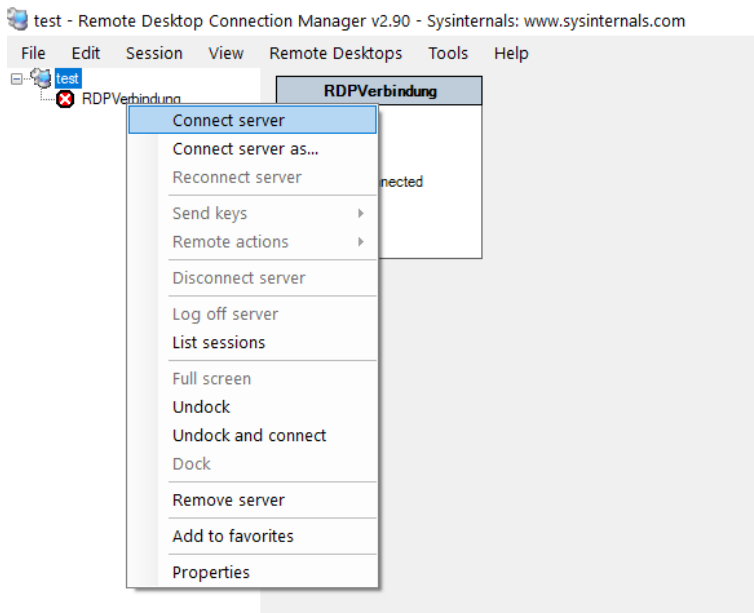 test - Remote Desktop Connection Manager v2.90 - Sysinternals: www.sysinternals.com
File Edit Session View Remote Desktops Tools Help
test
RDPVerbindung
RDPVerbindung
nnected
Connect server
Connect server as...
Reconnect server
Send keys
Remote actions
Disconnect server
Log off server
List sessions
Full screen
Undock
Undock and connect
Dock
Remove server
Add to favorites
Properties